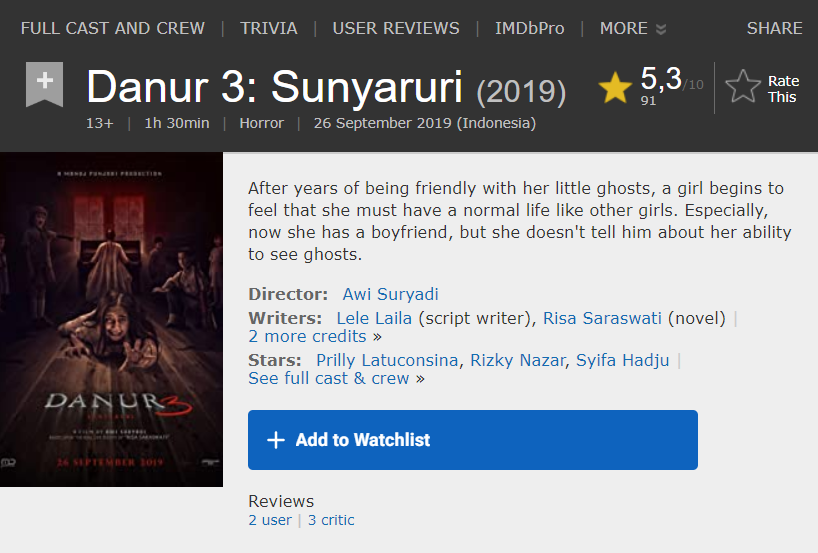 FULL CAST AND CREW | TRIVIA | USER REVIEWS | IMDbPro | MORE | SHARE
+ Danur 3: Sunyaruri (2019)
5,3/10
91
Rate
This
13+ | 1h 30min | Horror | 26 September 2019 (Indonesia)
A MANOJ PUNJABI PRODUCTION
DANUR 3
SUNYARURI
A FILM BY AWI SURYADI
26 SEPTEMBER 2019
After years of being friendly with her little ghosts, a girl begins to
feel that she must have a normal life like other girls. Especially,
now she has a boyfriend, but she doesn't tell him about her ability
to see ghosts.
Director: Awi Suryadi
Writers: Lele Laila (script writer), Risa Saraswati (novel) |
2 more credits »
Stars: Prilly Latuconsina, Rizky Nazar, Syifa Hadju |
See full cast & crew »
+ Add to Watchlist
Reviews
2 user | 3 critic